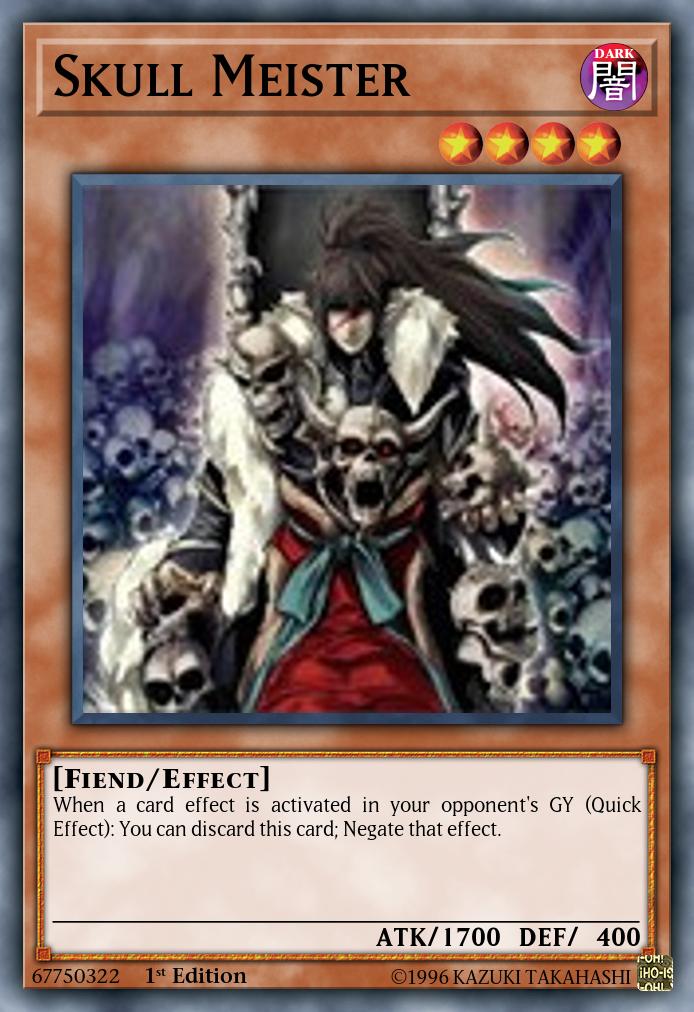 SKULL MEISTER
DARK
闇
[FIEND/EFFECT]
When a card effect is activated in your opponent's GY (Quick
Effect): You can discard this card; Negate that effect.
ATK/1700 DEF/ 400
67750322 1st Edition ©1996 KAZUKI TAKAHASHI